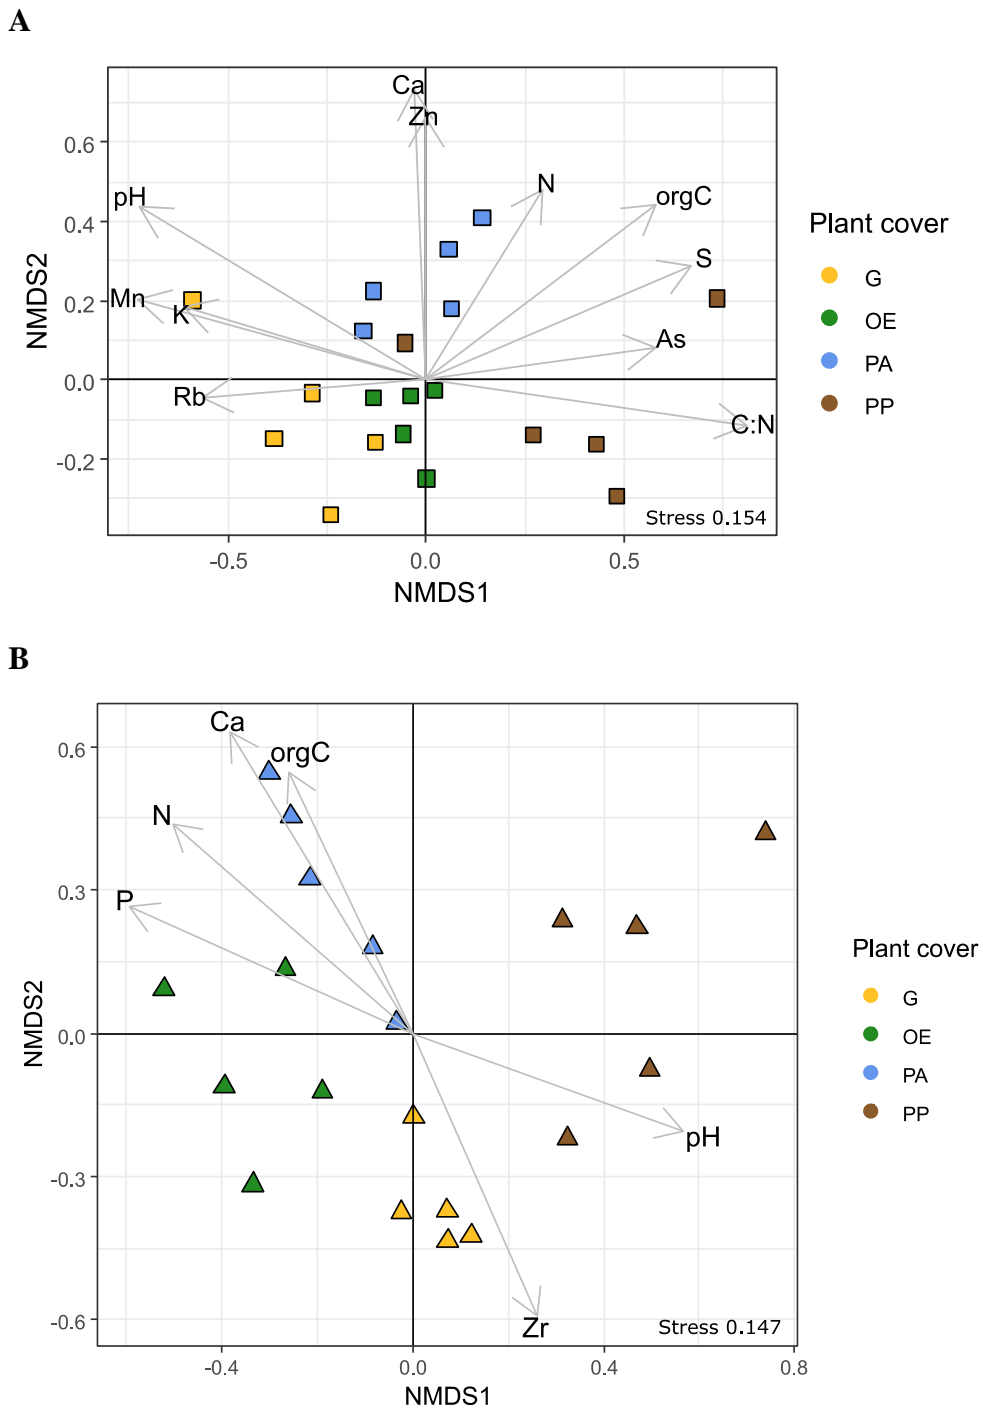 A
Ca
Zn
0.6
N
pH
orgC
0.4
Plant cover
S
G
Mn
0.2
K
OE
As
PA
0.0
Rb
PP
C:N
-0.2
Stress 0.154
NMDS2
-0.5
0.0
0.5
NMDS1
B
Ca
0.6
orgC
N
0.3
P
Plant cover
G
0.0
OE
PA
PP
pH
-0.3
-0.6
Zr
Stress 0.147
NMDS2
-0.4
0.0
0.4
0.8
NMDS1